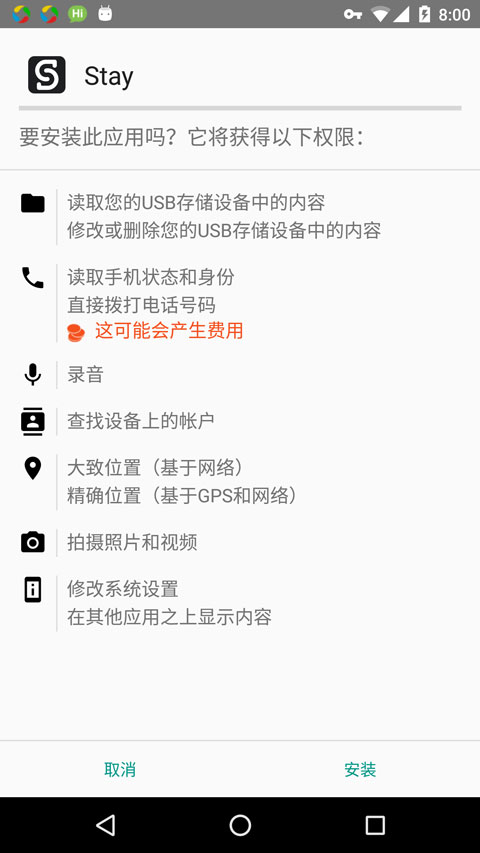 Hi
8:00
S
Stay
要安装此应用吗？它将获得以下权限：
读取您的USB存储设备中的内容
修改或删除您的USB存储设备中的内容
读取手机状态和身份
直接拨打电话号码
这可能会产生费用
录音
查找设备上的帐户
大致位置（基于网络）
精确位置（基于GPS和网络）
拍摄照片和视频
修改系统设置
在其他应用之上显示内容
取消
安装